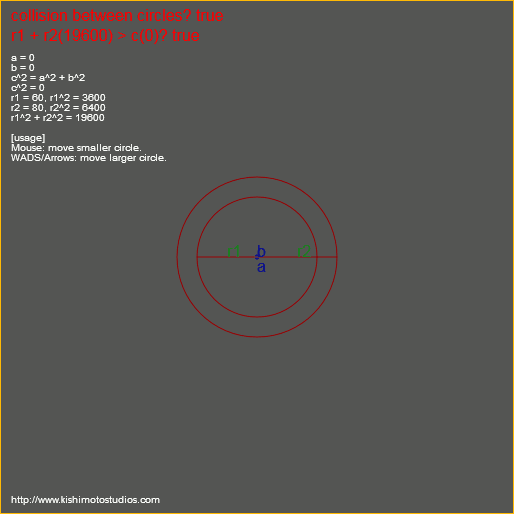 collision between circles? true
r1 + r2(19600) > c(0)? true
a = 0
b = 0
c^2 = a^2 + b^2
c^2 = 0
r1 = 60, r1^2 = 3600
r2 = 80, r2^2 = 6400
r1^2 + r2^2 = 19600
[usage]
Mouse: move smaller circle.
WADS/Arrows: move larger circle.
r1 b r2
a
http://www.kishimotostudios.com